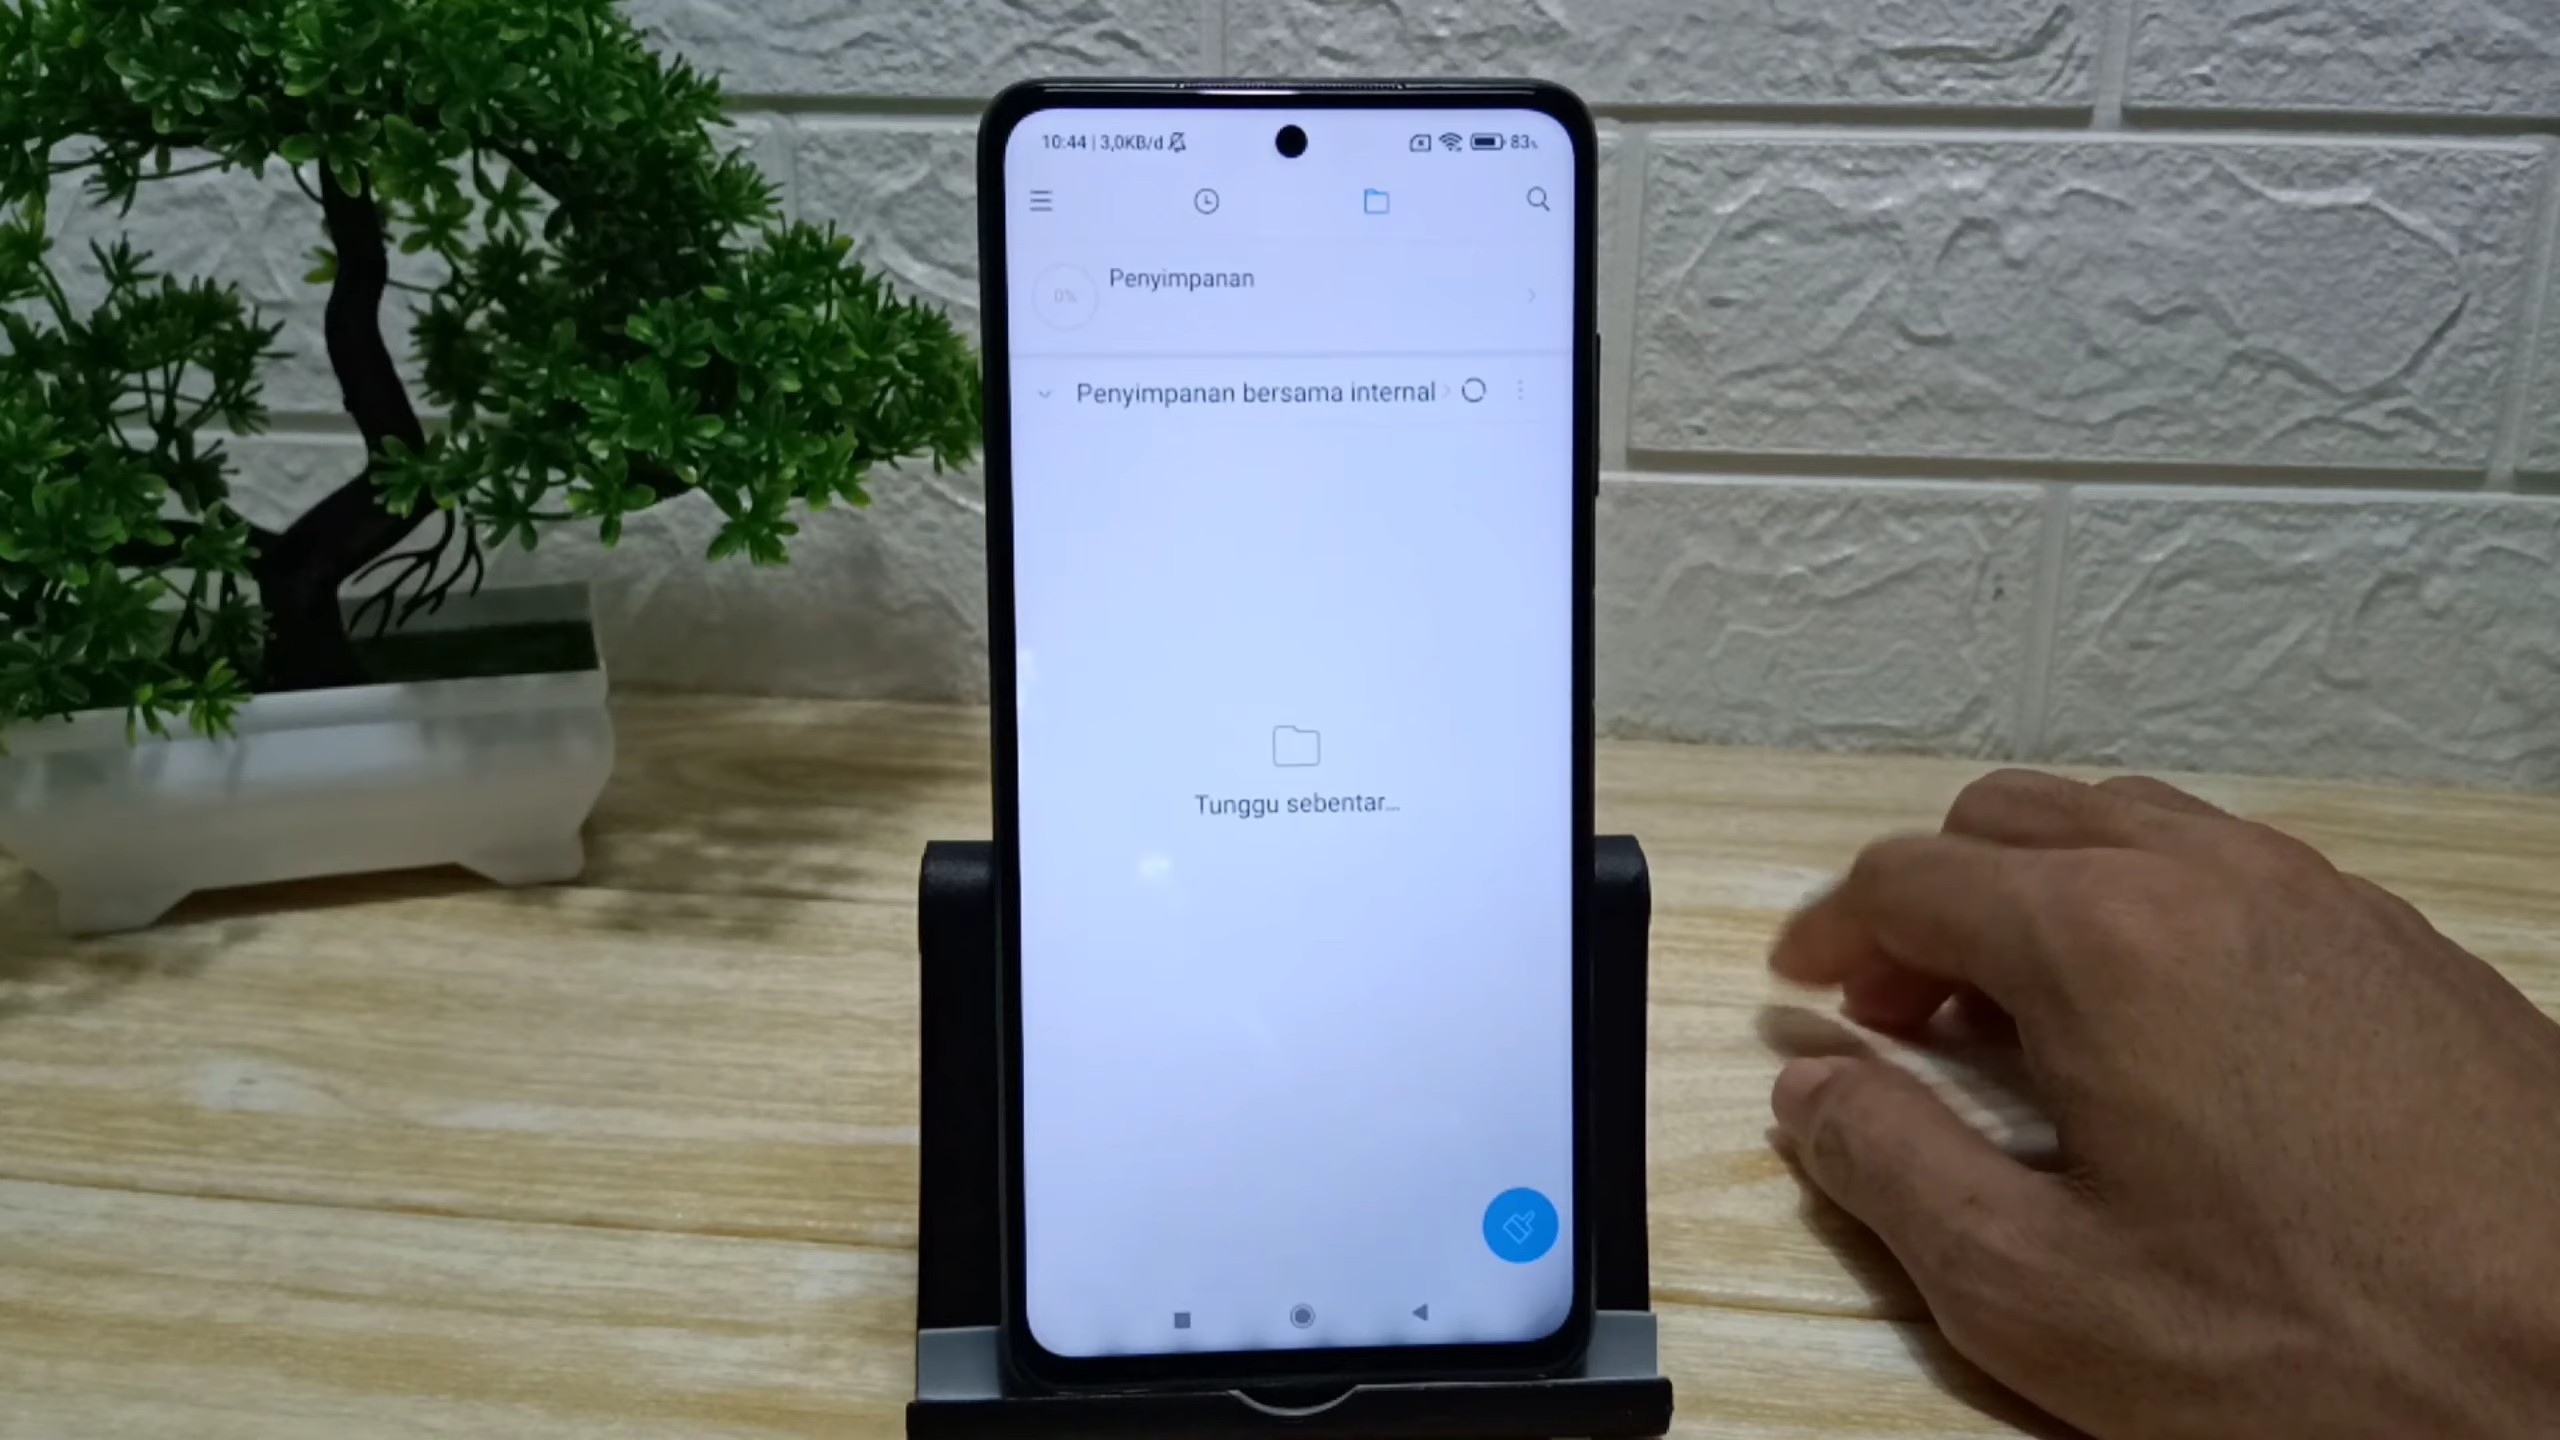 10:44 | 3,0KB/d
83%
Penyimpanan
0%
Penyimpanan bersama internal
Tunggu sebentar...